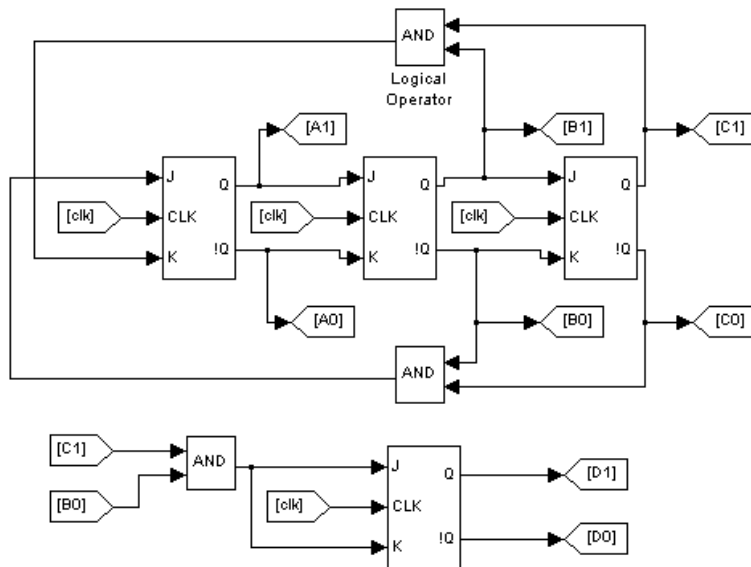 AND
Logical
Operator
[A1]
[B1]
[C1]
J
Q
J
Q
J
Q
[clk]
CLK
[clk]
CLK
[clk]
CLK
K
!Q
K
!Q
K
!Q
[A0]
[B0]
[C0]
AND
[C1]
AND
[B0]
J
Q
[D1]
[clk]
CLK
K
!Q
[D0]